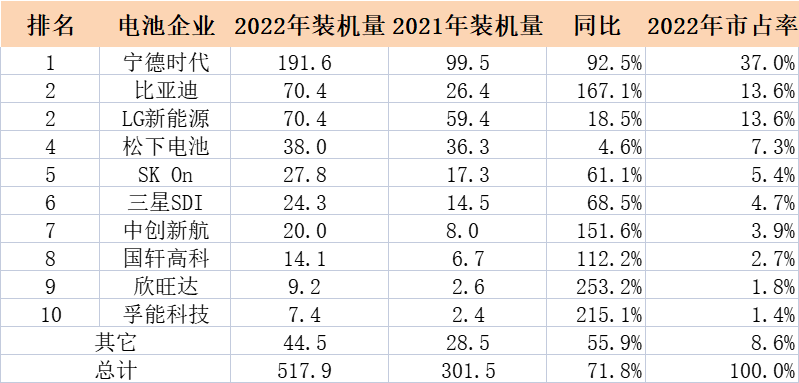 排名 电池企业 2022年装机量 2021年装机量 同比 2022年市占率
1 宁德时代 191.6 99.5 92.5% 37.0%
2 比亚迪 70.4 26.4 167.1% 13.6%
2 LG新能源 70.4 59.4 18.5% 13.6%
4 松下电池 38.0 36.3 4.6% 7.3%
5 SK On 27.8 17.3 61.1% 5.4%
6 三星SDI 24.3 14.5 68.5% 4.7%
7 中创新航 20.0 8.0 151.6% 3.9%
8 国轩高科 14.1 6.7 112.2% 2.7%
9 欣旺达 9.2 2.6 253.2% 1.8%
10 孚能科技 7.4 2.4 215.1% 1.4%
其它 44.5 28.5 55.9% 8.6%
总计 517.9 301.5 71.8% 100.0%